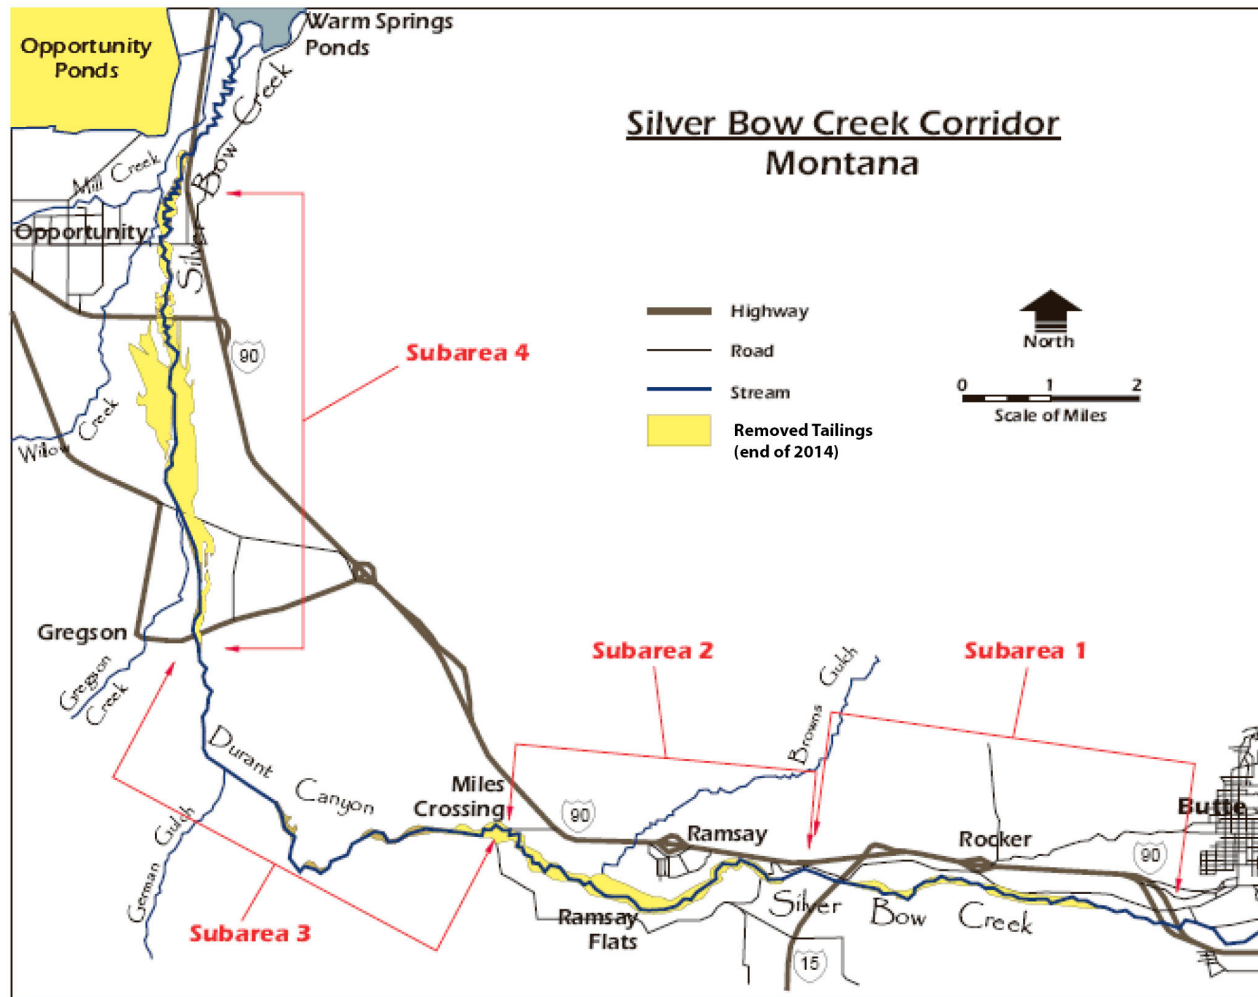 Silver Bow Creek Corridor
Montana
Warm Springs
Ponds
Opportunity
Ponds
Silver Bow Creek
Mill Creek
Opportunity
90
Willow Creek
Subarea 4
Highway
Road
Stream
Removed Tailings
(end of 2014)
North
0 1 2
Scale of Miles
Gregson
Gregson
Creek
Durant Canyon
German Gulch
Subarea 3
Miles
Crossing
90
Subarea 2
Browns Gulch
Subarea 1
Ramsay
Rocker
Butte
90
Ramsay
Flats
Silver Bow Creek
15